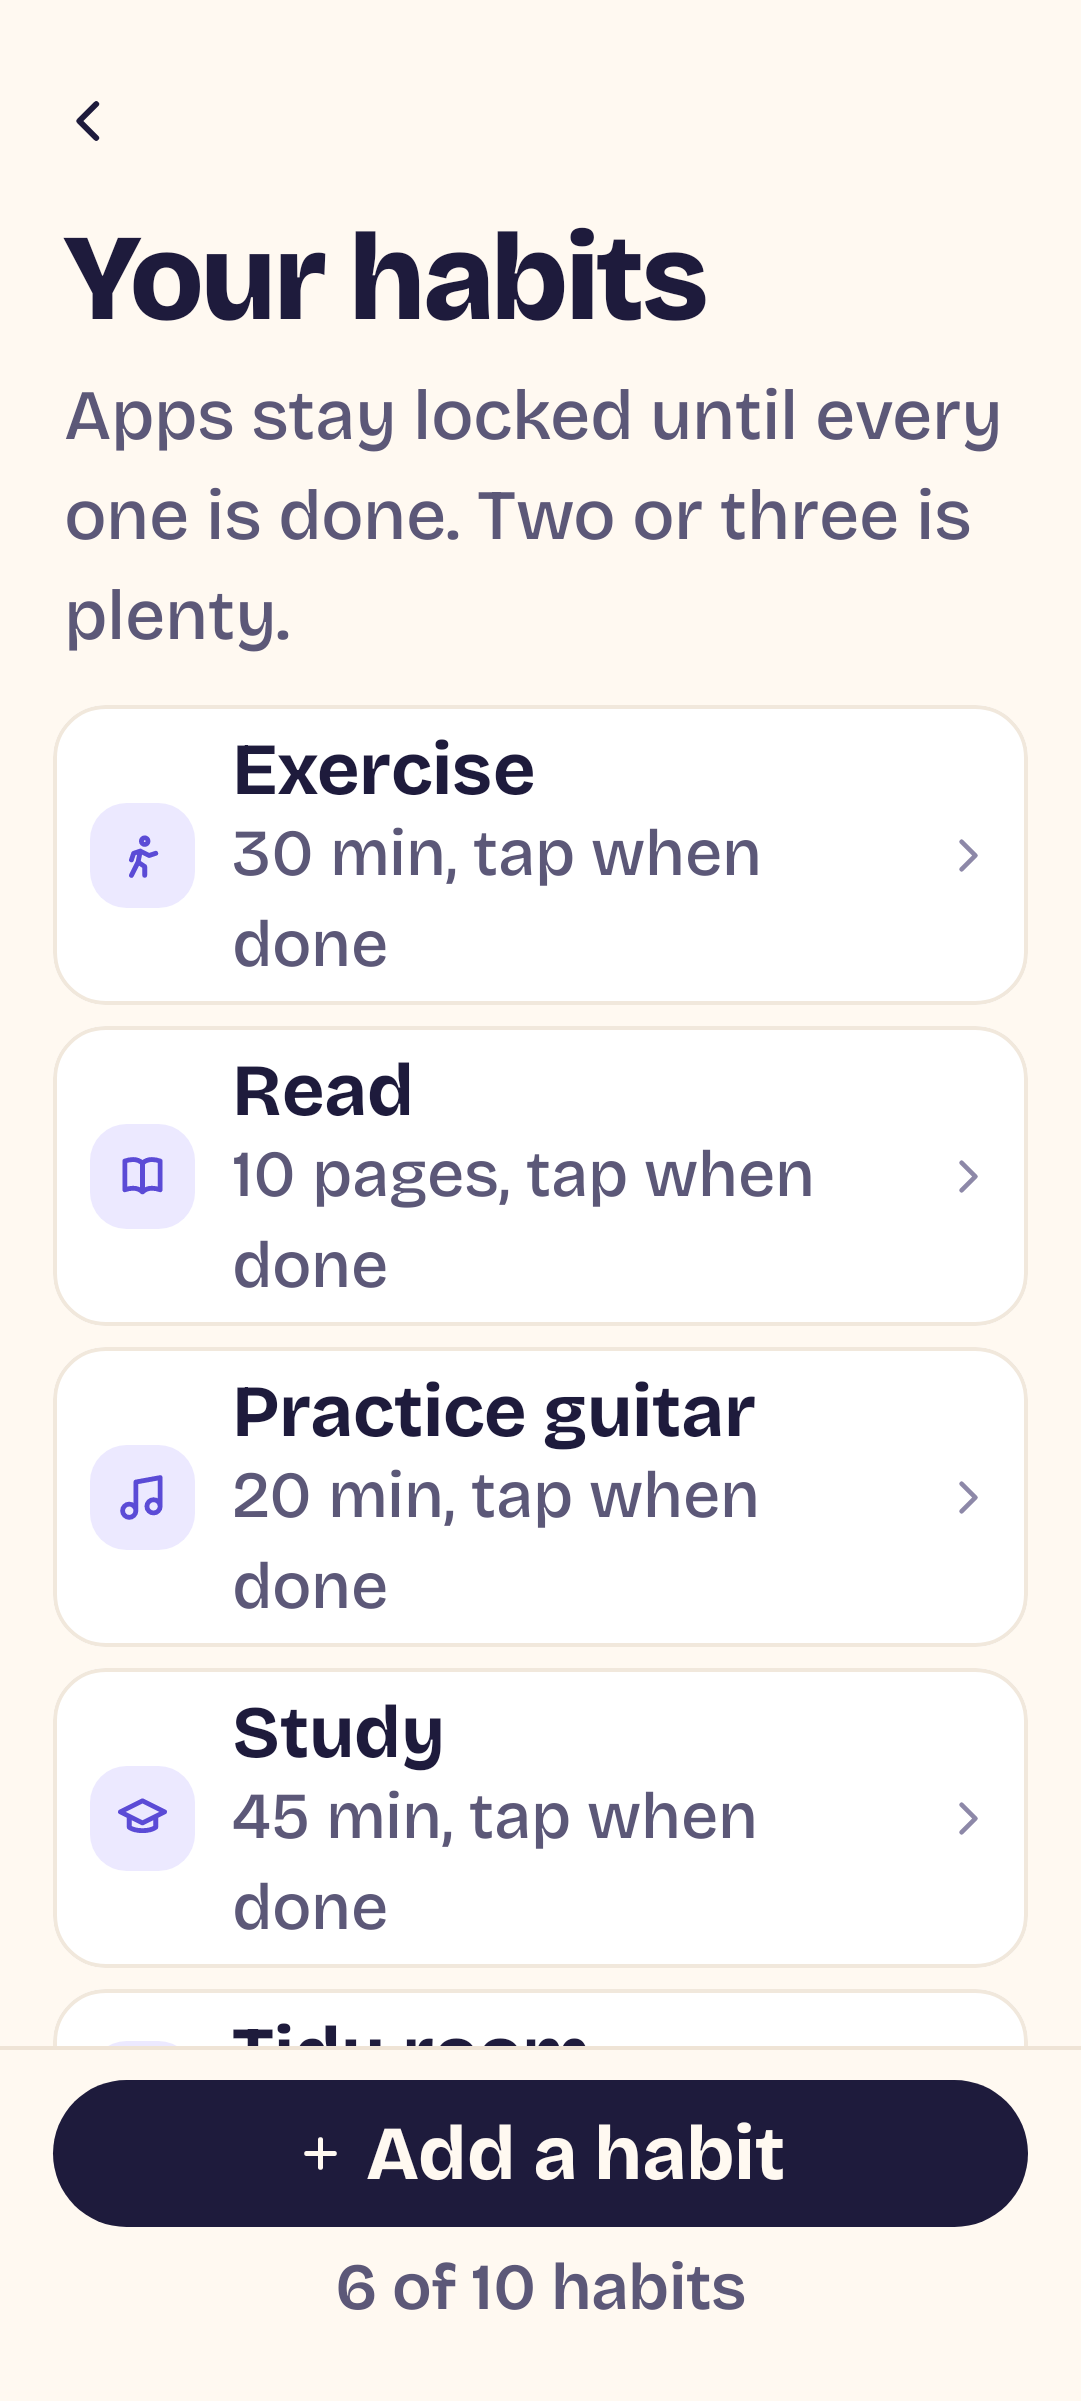 Your habits
Apps stay locked until every
one is done. Two or three is
plenty.
Exercise
30 min, tap when
done
Read
10 pages, tap when
done
Practice guitar
20 min, tap when
done
Study
45 min, tap when
done
Tidy room
+ Add a habit
6 of 10 habits